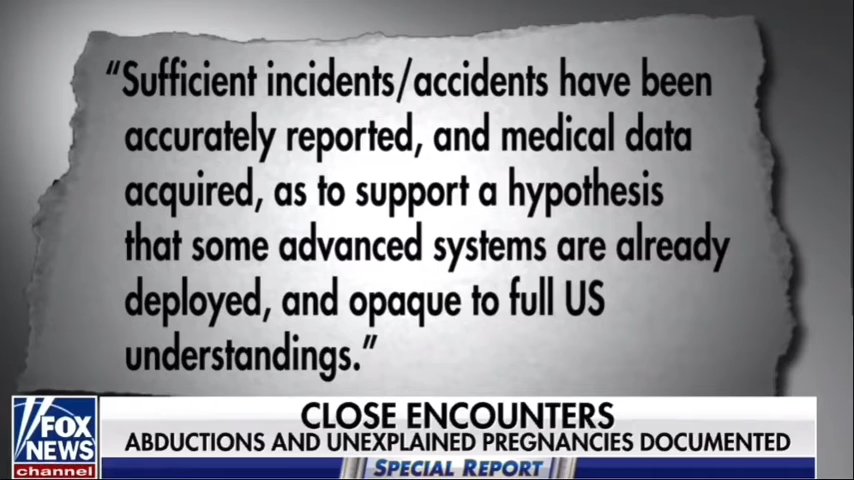 “Sufficient incidents/accidents have been
accurately reported, and medical data
acquired, as to support a hypothesis
that some advanced systems are already
deployed, and opaque to full US
understandings.”
CLOSE ENCOUNTERS
ABDUCTIONS AND UNEXPLAINED PREGNANCIES DOCUMENTED
FOX
NEWS
channel
SPECIAL REPORT